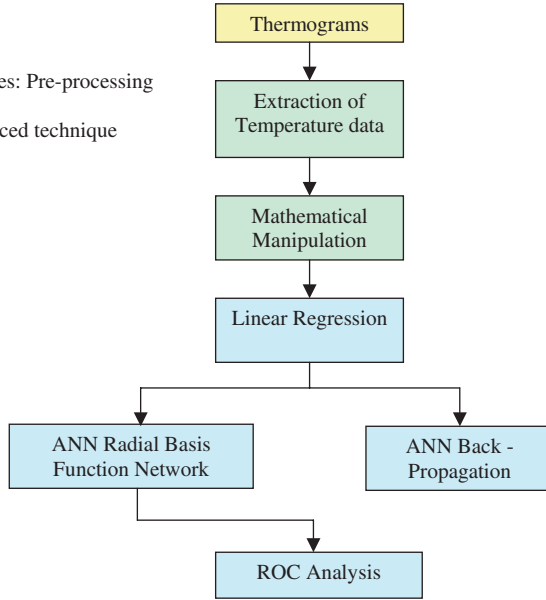 Thermograms
es: Pre-processing
Extraction of
Temperature data
ced technique
Mathematical
Manipulation
Linear Regression
ANN Radial Basis
Function Network
ANN Back -
Propagation
ROC Analysis